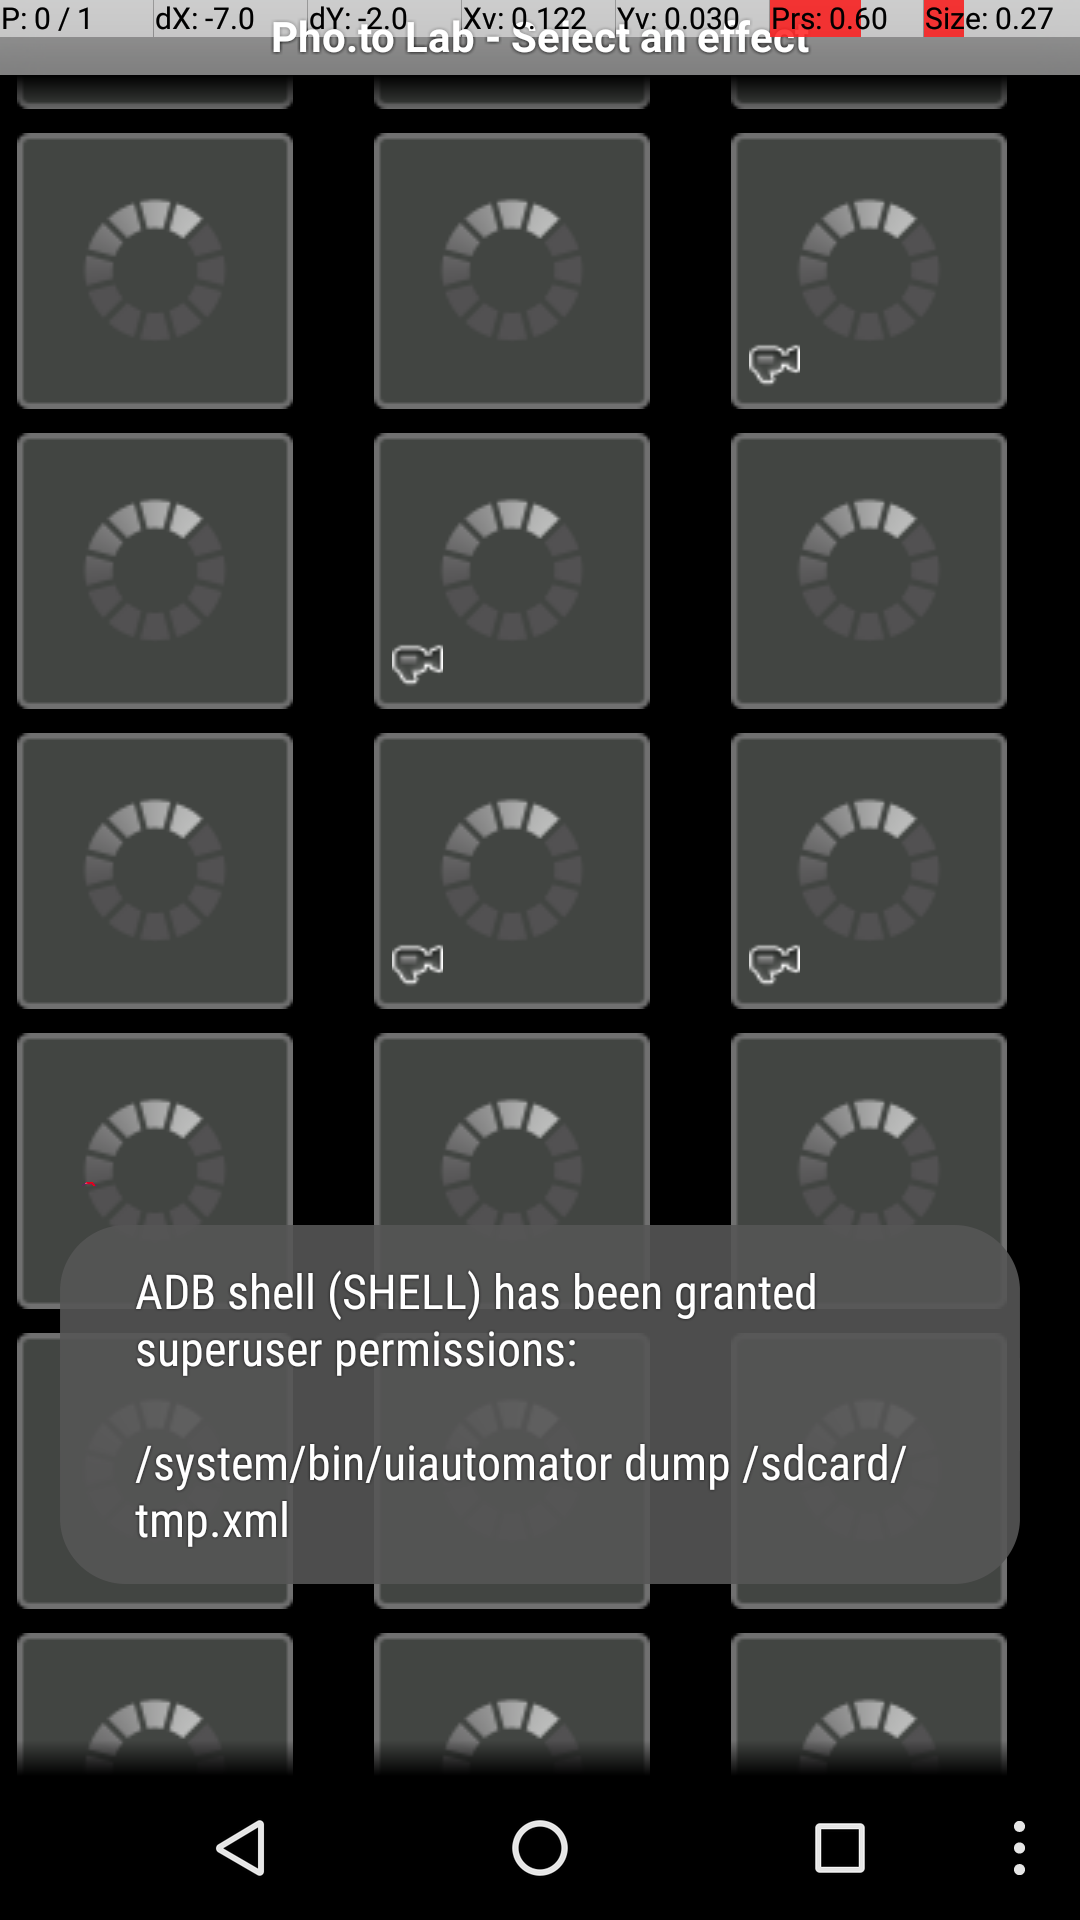 P: 0 / 1 dX: -7.0 dY: -2.0 Xv: 0.122 Yv: 0.030 Prs: 0.60 Size: 0.27
Pho.to Lab - Select an effect
ADB shell (SHELL) has been granted
superuser permissions:
/system/bin/uiautomator dump /sdcard/
tmp.xml